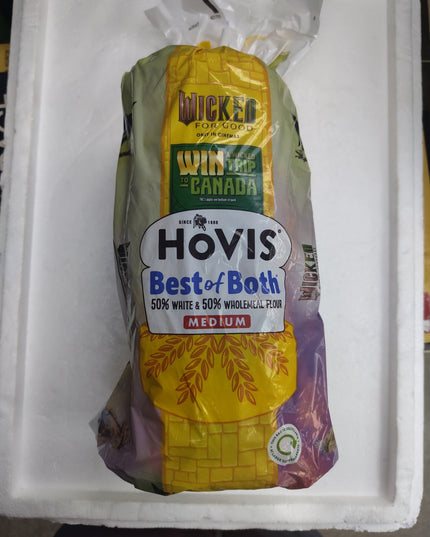 WICKED
FOR GOOD
ONLY IN CINEMAS
WIN
TRIP
TO
CANADA
SINCE 1886
HOVIS
Best of Both
50% WHITE & 50% WHOLEMEAL FLOUR
MEDIUM
WICKED